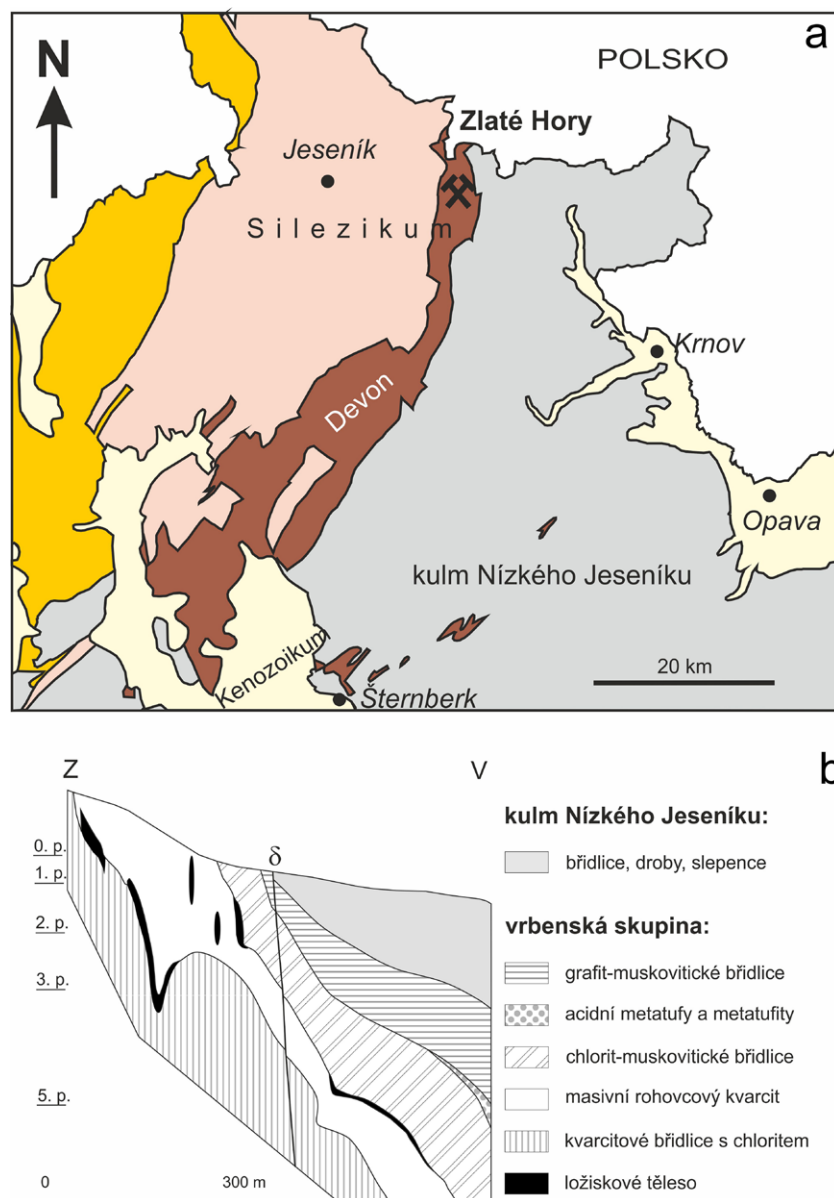 a
N
POLSKO
Zlaté Hory
Jeseník
Silezikum
Krnov
Devon
Opava
kulm Nízkého Jeseníku
Kenozoikum
20 km
Šternberk
b
Z
V
δ
0. p.
1. p.
2. p.
3. p.
5. p.
0
300 m
kulm Nízkého Jeseníku:
břidlice, droby, slepence
vrbenská skupina:
grafit-muskovitické břidlice
acidní metatufy a metatufity
chlorit-muskovitické břidlice
masivní rohovcový kvarcit
kvarcitové břidlice s chloritem
ložiskové těleso